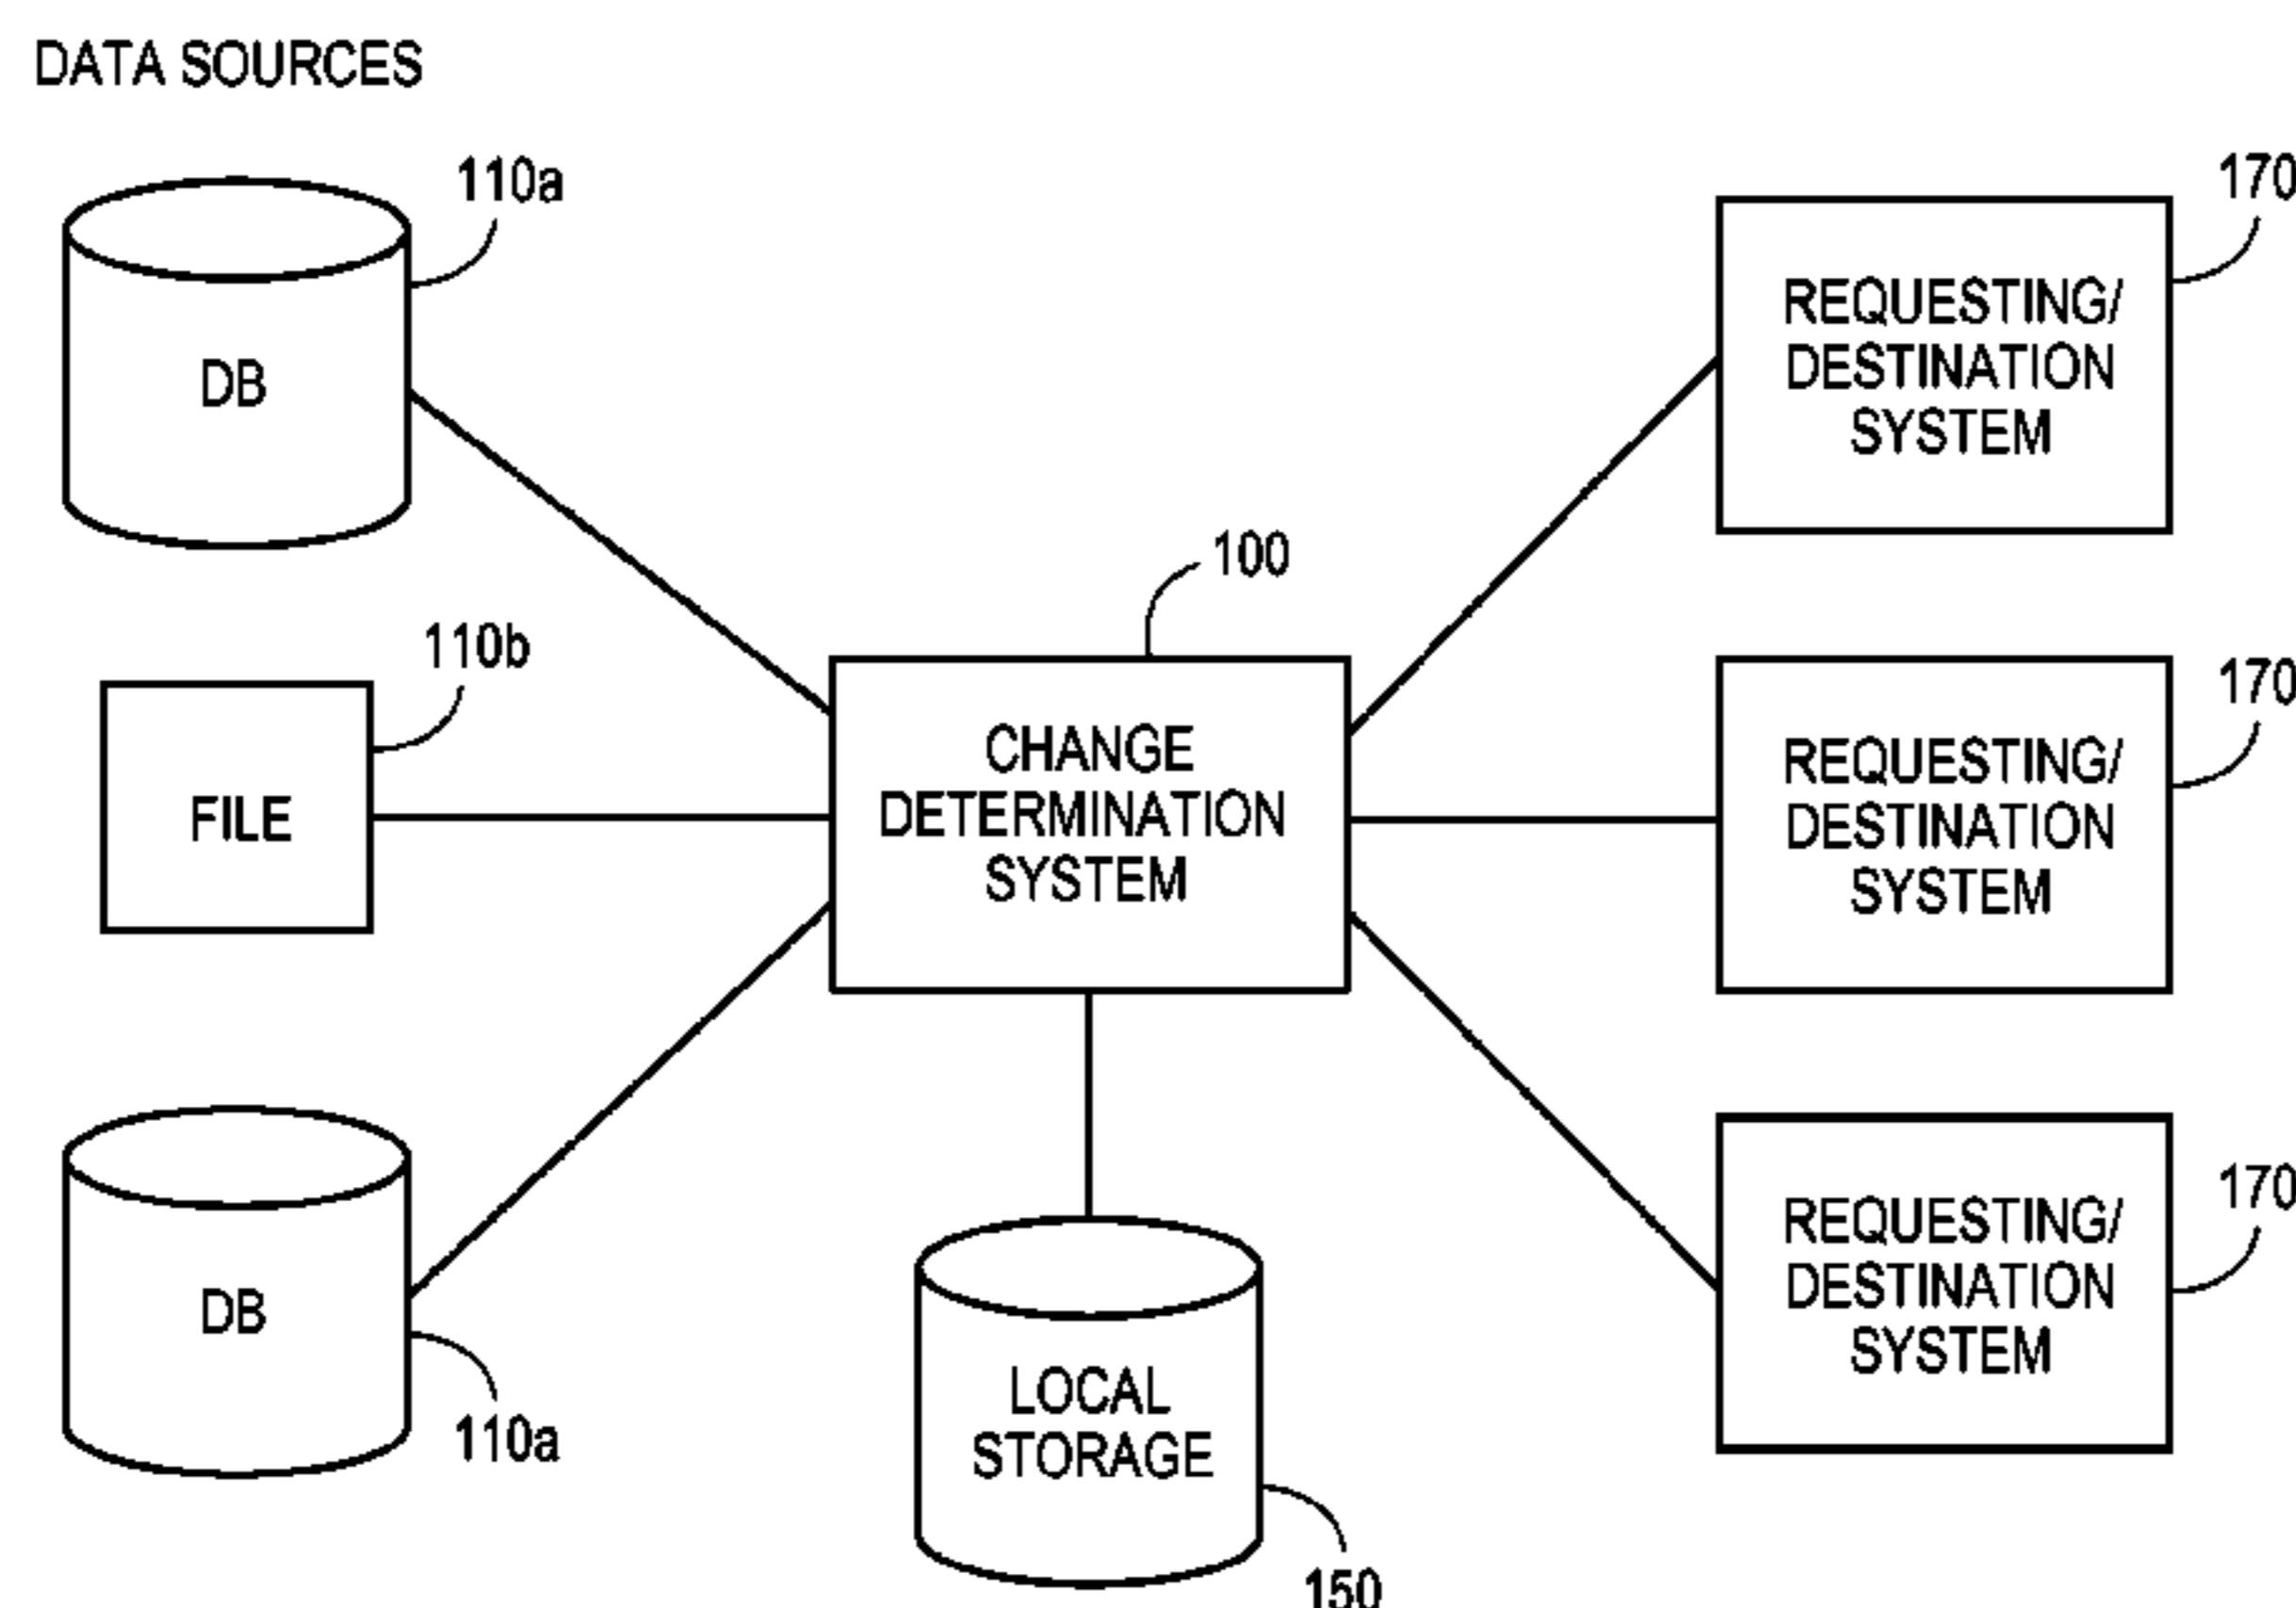 DATA SOURCES
110a
DB
110b
FILE
DB
110a
100
CHANGE
DETERMINATION
SYSTEM
LOCAL
STORAGE
150
170
REQUESTING/
DESTINATION
SYSTEM
170
REQUESTING/
DESTINATION
SYSTEM
170
REQUESTING/
DESTINATION
SYSTEM